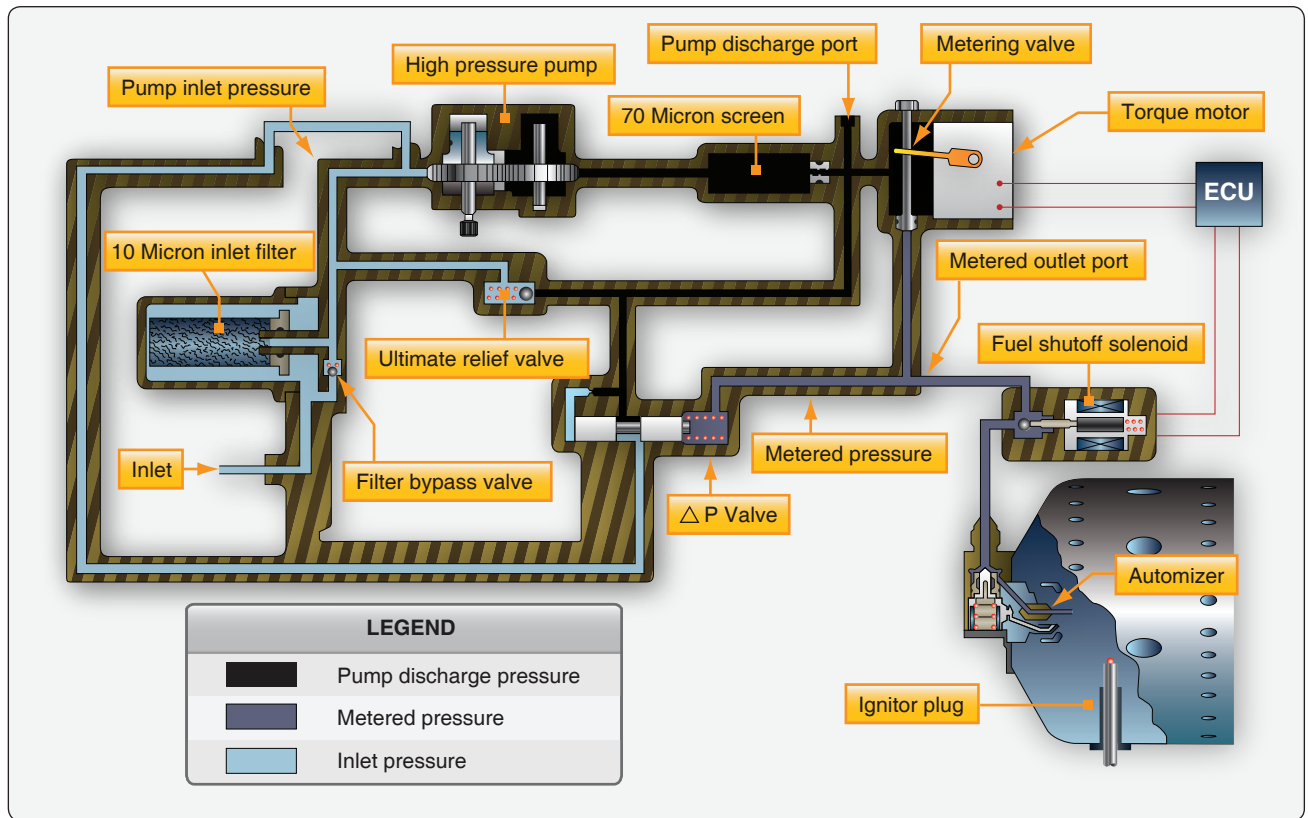 Pump discharge port
Metering valve
High pressure pump
Pump inlet pressure
70 Micron screen
Torque motor
ECU
10 Micron inlet filter
Metered outlet port
Ultimate relief valve
Fuel shutoff solenoid
Inlet
Filter bypass valve
Metered pressure
△ P Valve
Automizer
LEGEND
Pump discharge pressure
Metered pressure
Inlet pressure
Ignitor plug